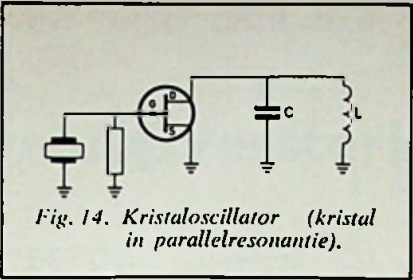 D
G
S
C
L
Fig. 14. Kristaloscillator (kristal
in parallelresonantie).